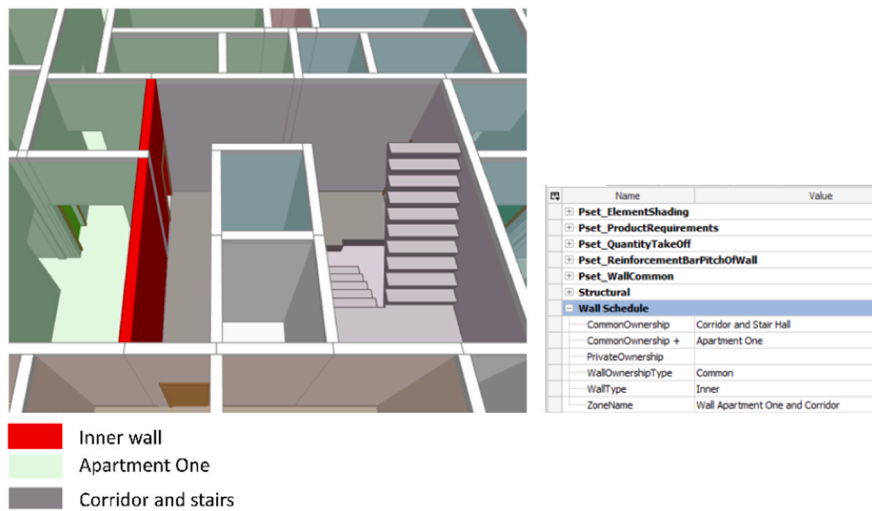 Name Value
Pset_ElementShading
Pset_ProductRequirements
Pset_QuantityTakeOff
Pset_ReinforcementBarPitchOfWall
Pset_WallCommon
Structural
Wall Schedule
CommonOwnership Corridor and Stair Hall
CommonOwnership + Apartment One
PrivateOwnership
WallOwnershipType Common
WallType Inner
ZoneName Wall Apartment One and Corridor
Inner wall
Apartment One
Corridor and stairs